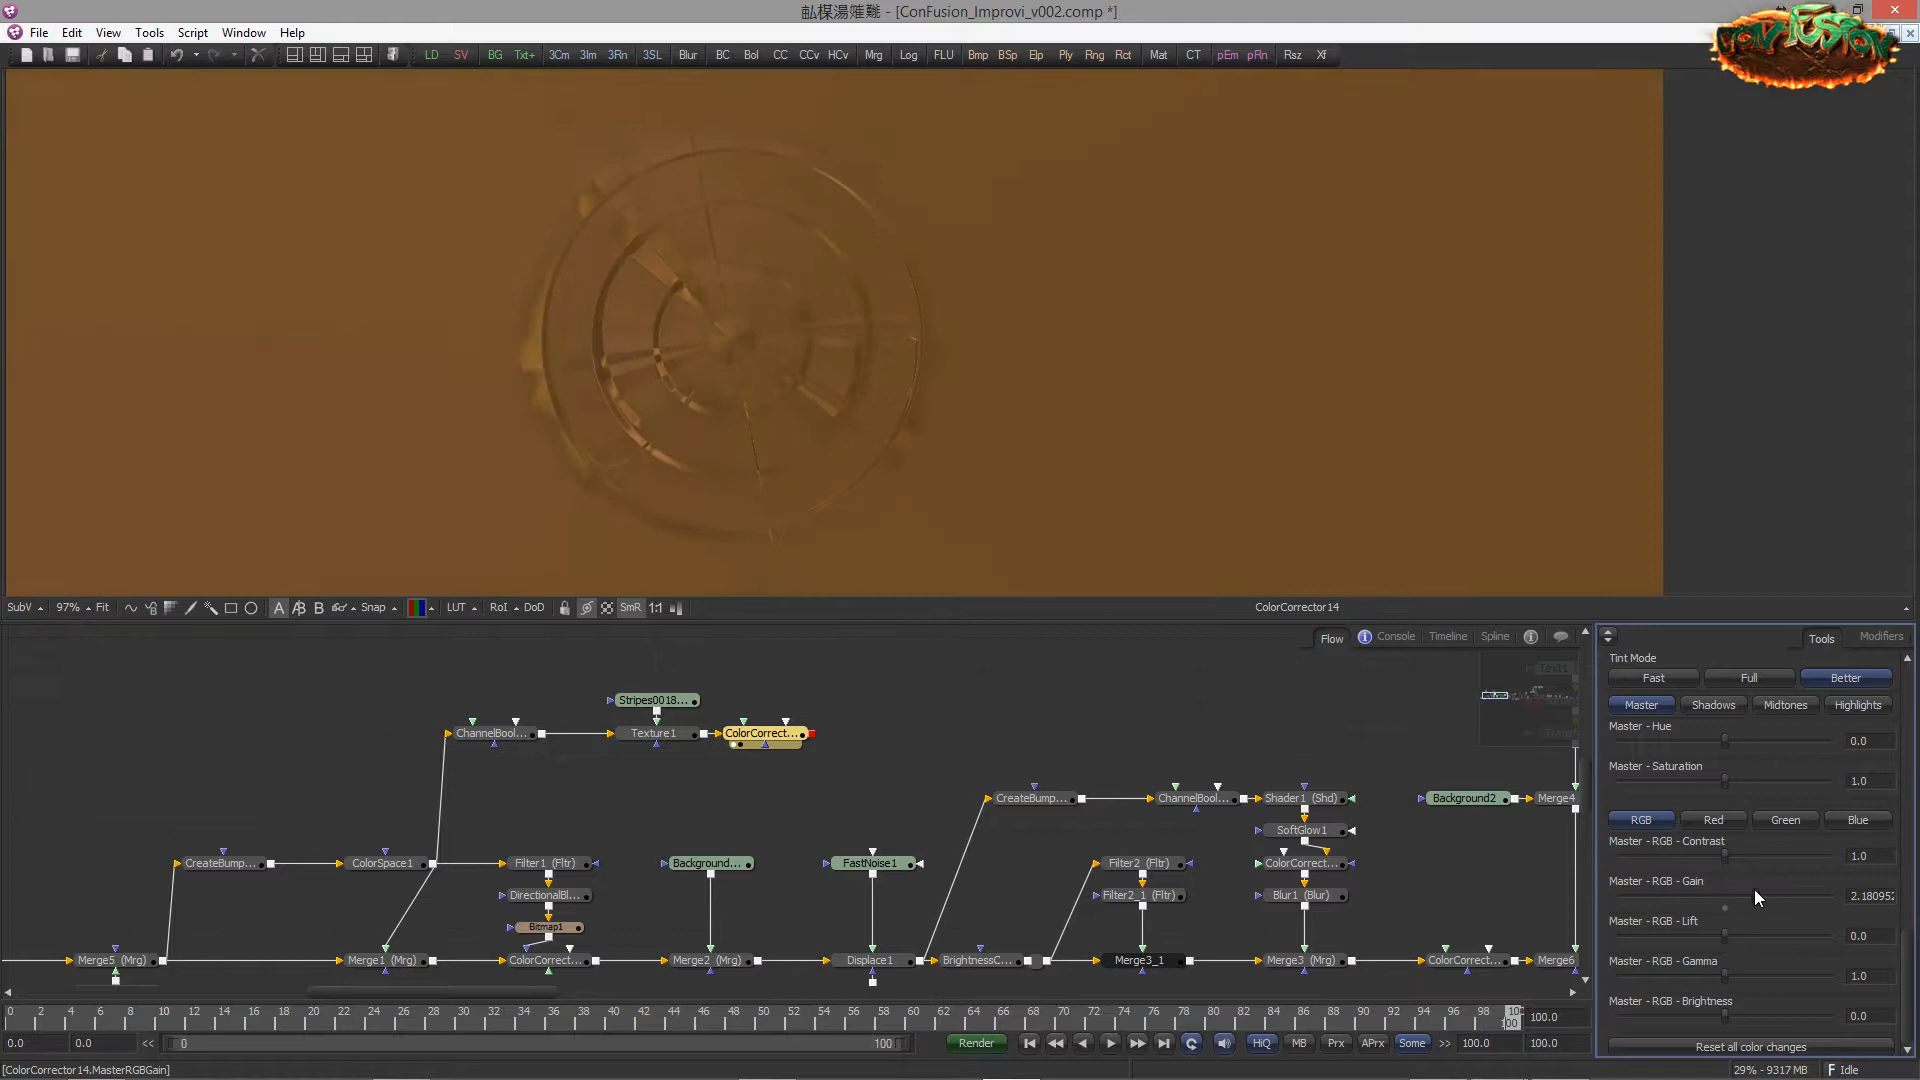 畆楳湯慛難 - [ConFusion_Improvi_v002.comp *]
File Edit View Tools Script Window Help
CONFUSION
LD SV BG Txt+ 3Cm 3Im 3Rn 3SL Blur BC Bol CC CCv HCv Mrg Log FLU Bmp BSp Elp Ply Rng Rct Mat CT pEm pRn Rsz Xf
SubV 97% Fit A B B Snap LUT RoI DoD SmR 1:1 ColorCorrector14
Flow Console Timeline Spline Tools Modifiers
Tint Mode
Fast Full Better
Master Shadows Midtones Highlights
Master - Hue
0.0
Master - Saturation
1.0
RGB Red Green Blue
Master - RGB - Contrast
1.0
Master - RGB - Gain
2.180952
Master - RGB - Lift
0.0
Master - RGB - Gamma
1.0
Master - RGB - Brightness
0.0
Reset all color changes
Stripes0018...
ChannelBool... Texture1 ColorCorrect...
CreateBump... ChannelBool... Shader1 (Shd) Background2 Merge4
SoftGlow1
CreateBump... ColorSpace1 Filter1 (Fltr) Background... FastNoise1 Filter2 (Fltr) ColorCorrect...
DirectionalBl... Filter2_1 (Fltr) Blur1 (Blur)
Bitmap1
Merge5 (Mrg) Merge1 (Mrg) ColorCorrect... Merge2 (Mrg) Displace1 BrightnessC... Merge3_1 Merge3 (Mrg) ColorCorrect... Merge6
0 2 4 6 8 10 12 14 16 18 20 22 24 26 28 30 32 34 36 38 40 42 44 46 48 50 52 54 56 58 60 62 64 66 68 70 72 74 76 78 80 82 84 86 88 90 92 94 96 98 100 100.0
0.0 0.0 << 0 100 Render HiQ MB Prx APrx Some >> 100.0 100.0
[ColorCorrector14.MasterRGBGain] 29% - 9317 MB Idle